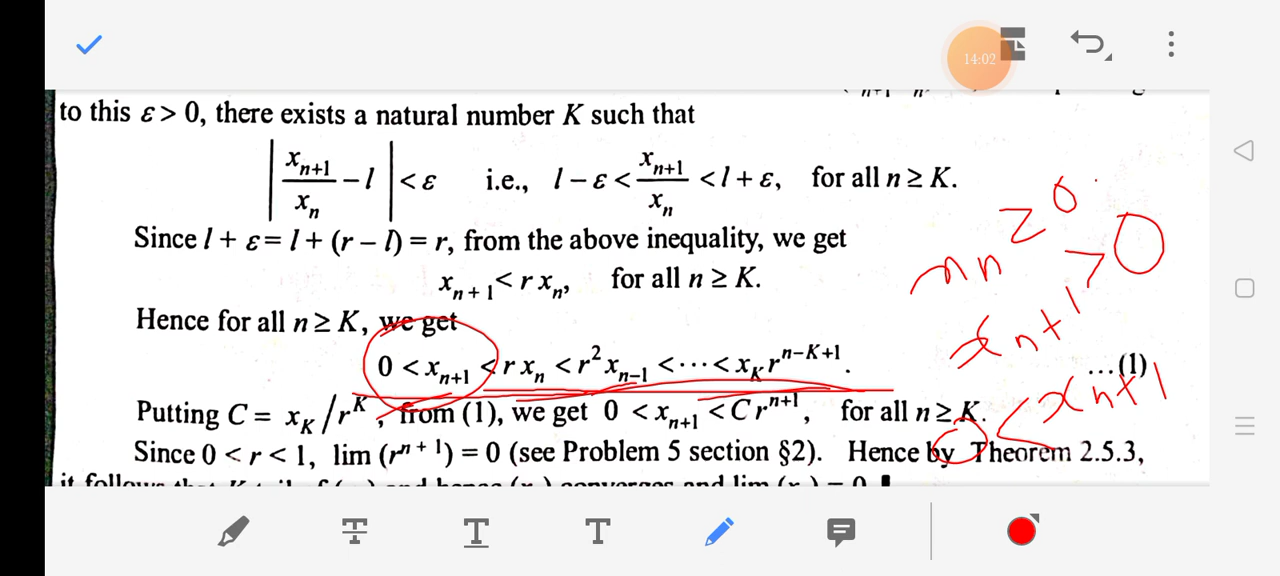 14:02
to this ε > 0, there exists a natural number K such that
| x_{n+1} / x_n − l | < ε i.e., l − ε < x_{n+1} / x_n < l + ε, for all n ≥ K.
Since l + ε = l + (r − l) = r, from the above inequality, we get
x_{n+1} < r x_n, for all n ≥ K.
Hence for all n ≥ K, we get
0 < x_{n+1} < r x_n < r^2 x_{n−1} < ⋯ < x_K r^{n−K+1}. ...(1)
Putting C = x_K / r^K, from (1), we get 0 < x_{n+1} < C r^{n+1}, for all n ≥ K.
Since 0 < r < 1, lim (r^{n+1}) = 0 (see Problem 5 section §2). Hence by Theorem 2.5.3,
x_{n+1} > 0
0 < x_{n+1}
T
T
T